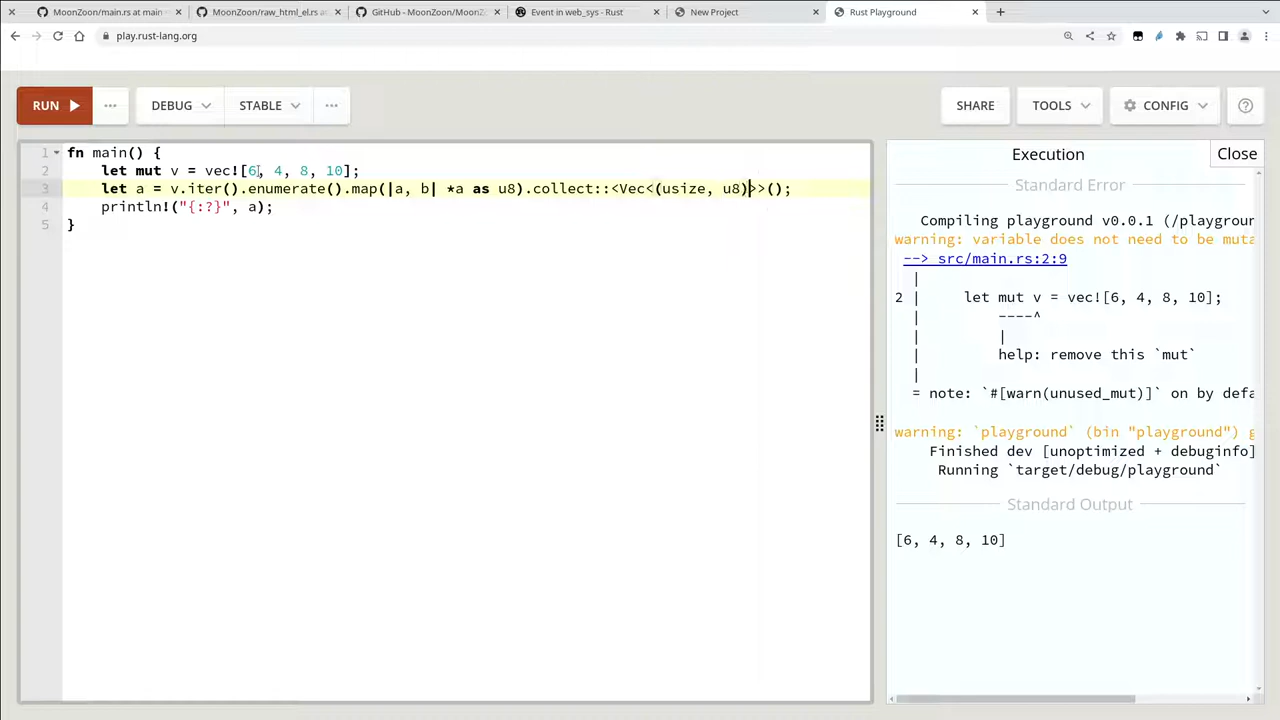 MoonZoon/main.rs at main
MoonZoon/raw_html_el.rs at
GitHub - MoonZoon/MoonZ
Event in web_sys - Rust
New Project
Rust Playground
play.rust-lang.org
RUN
DEBUG
STABLE
SHARE
TOOLS
CONFIG
1 fn main() {
2 let mut v = vec![6, 4, 8, 10];
3 let a = v.iter().enumerate().map(|a, b| *a as u8).collect::<Vec<(usize, u8)>>();
4 println!("{:?}", a);
5 }
Execution
Close
Standard Error
Compiling playground v0.0.1 (/playgroun
warning: variable does not need to be muta
--> src/main.rs:2:9
|
2 | let mut v = vec![6, 4, 8, 10];
| ----^
| |
| help: remove this `mut`
|
= note: `#[warn(unused_mut)]` on by defa
warning: `playground` (bin "playground") g
Finished dev [unoptimized + debuginfo]
Running `target/debug/playground`
Standard Output
[6, 4, 8, 10]